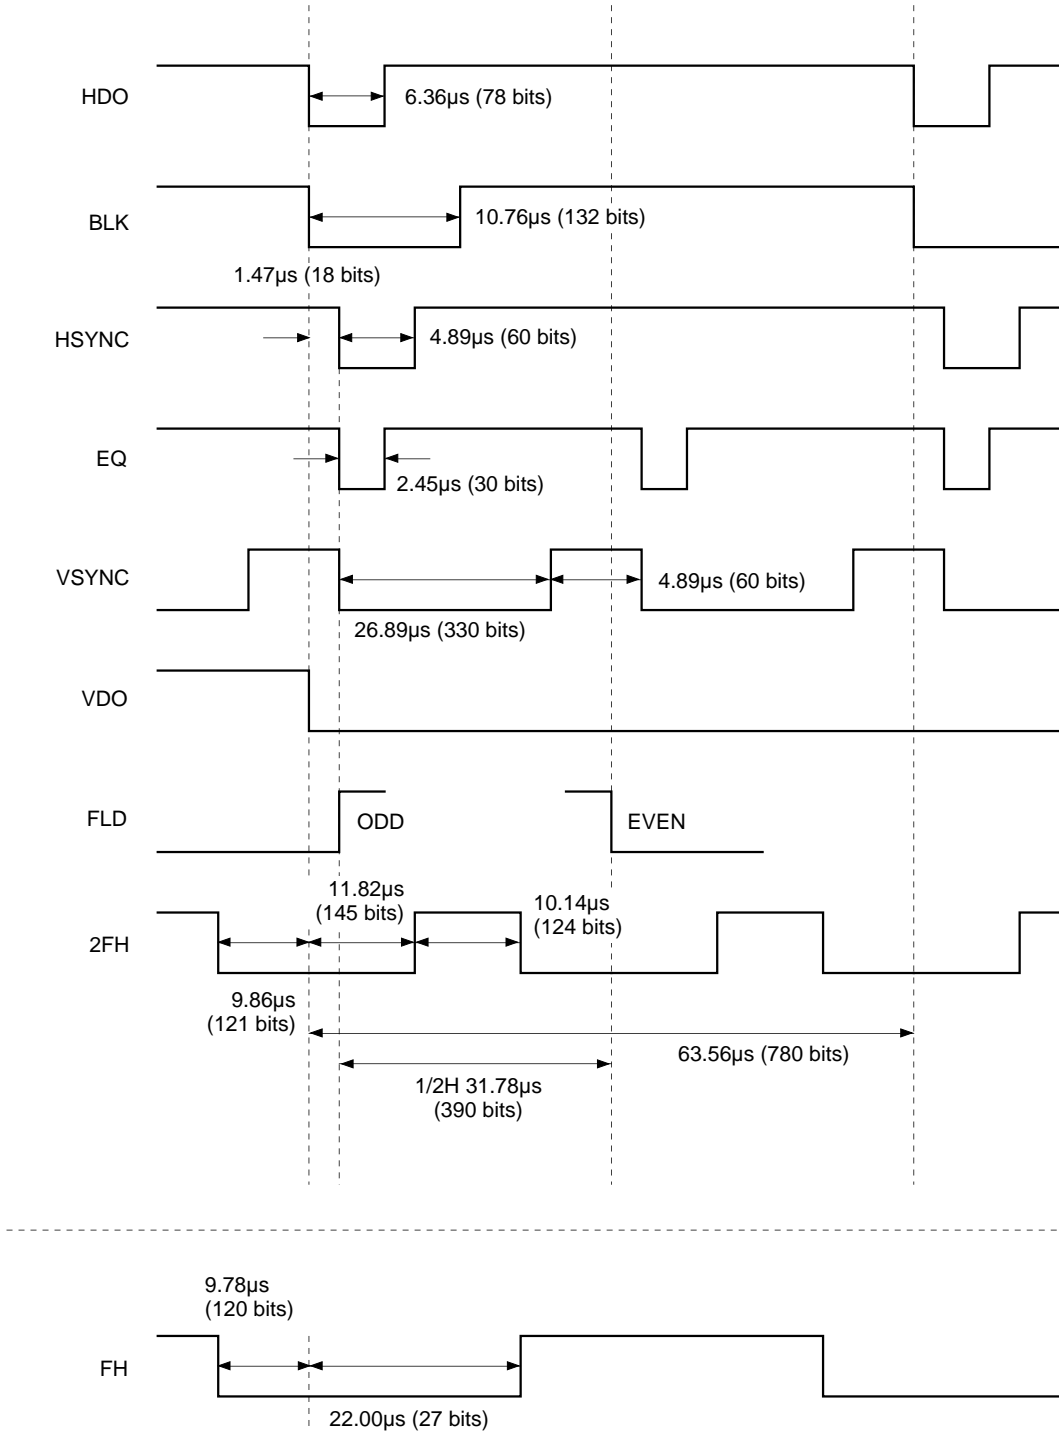 HDO
6.36µs (78 bits)
BLK
10.76µs (132 bits)
1.47µs (18 bits)
HSYNC
4.89µs (60 bits)
EQ
2.45µs (30 bits)
VSYNC
4.89µs (60 bits)
26.89µs (330 bits)
VDO
FLD
ODD
EVEN
11.82µs
(145 bits)
10.14µs
(124 bits)
2FH
9.86µs
(121 bits)
63.56µs (780 bits)
1/2H 31.78µs
(390 bits)
9.78µs
(120 bits)
FH
22.00µs (27 bits)